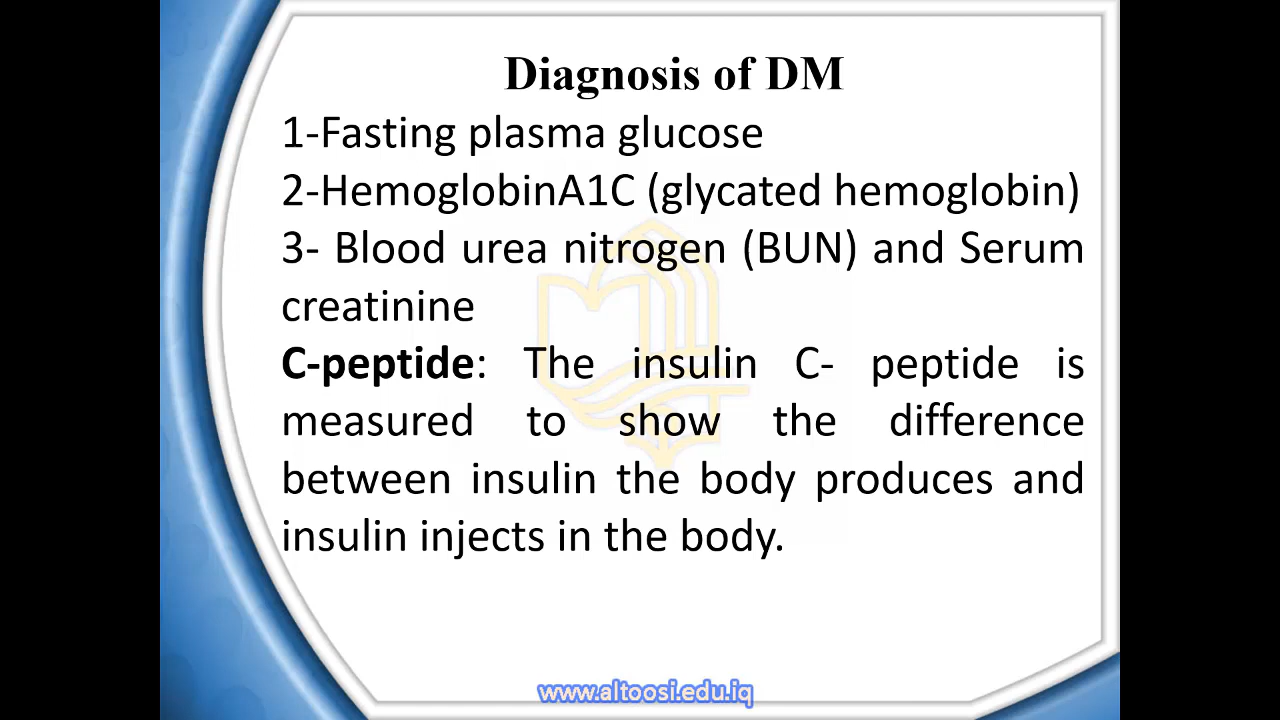 Diagnosis of DM
1-Fasting plasma glucose
2-HemoglobinA1C (glycated hemoglobin)
3- Blood urea nitrogen (BUN) and Serum
creatinine
C-peptide: The insulin C- peptide is
measured to show the difference
between insulin the body produces and
insulin injects in the body.
www.altoosi.edu.iq